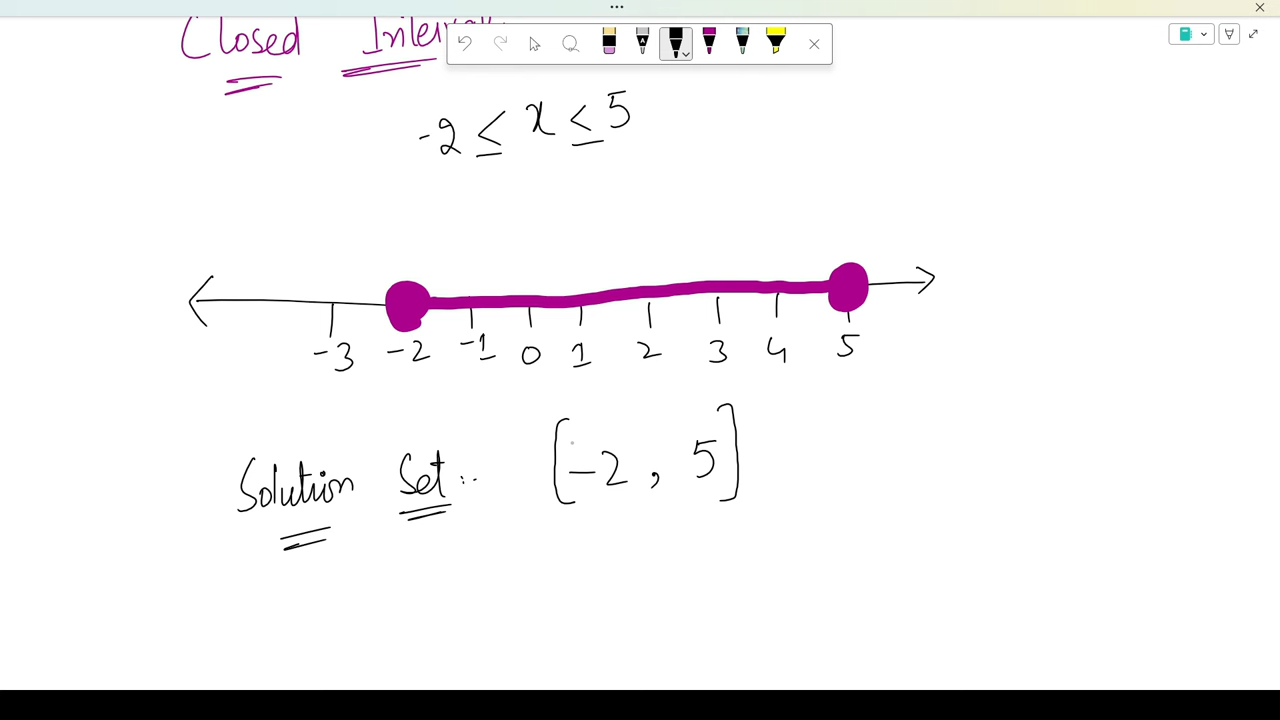 Closed Interval
-2 ≤ x ≤ 5
-3 -2 -1 0 1 2 3 4 5
Solution Set :- [-2 , 5]